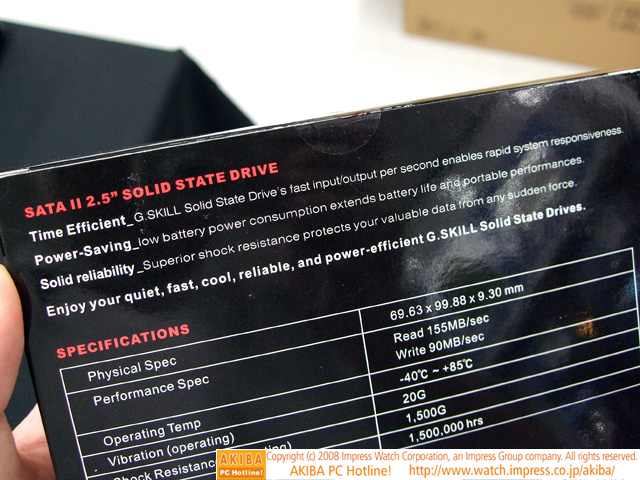 SATA II 2.5” SOLID STATE DRIVE
Time Efficient_G.SKILL Solid State Drive's fast input/output per second enables rapid system responsiveness.
Power-Saving_low battery power consumption extends battery life and portable performances.
Solid reliability_Superior shock resistance protects your valuable data from any sudden force.
Enjoy your quiet, fast, cool, reliable, and power-efficient G.SKILL Solid State Drives.
SPECIFICATIONS
Physical Spec 69.63 x 99.88 x 9.30 mm
Performance Spec Read 155MB/sec
Write 90MB/sec
Operating Temp -40℃ ~ +85℃
Vibration (operating) 20G
Shock Resistance 1,500G
1,500,000 hrs
AKIBA PC Hotline!
Copyright (c) 2008 Impress Watch Corporation, an Impress Group company. All rights reserved.
AKIBA PC Hotline! http://www.watch.impress.co.jp/akiba/